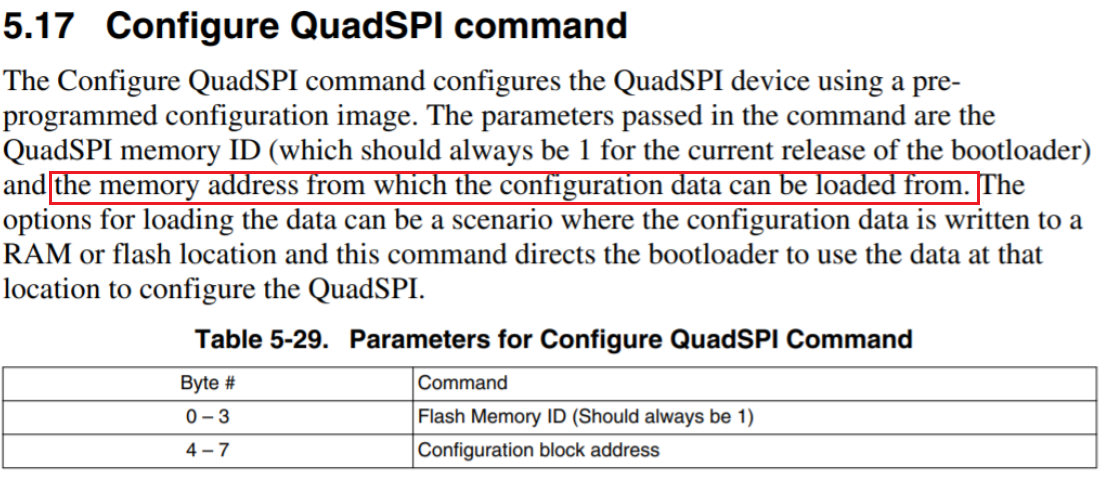 5.17 Configure QuadSPI command
The Configure QuadSPI command configures the QuadSPI device using a pre-
programmed configuration image. The parameters passed in the command are the
QuadSPI memory ID (which should always be 1 for the current release of the bootloader)
and the memory address from which the configuration data can be loaded from. The
options for loading the data can be a scenario where the configuration data is written to a
RAM or flash location and this command directs the bootloader to use the data at that
location to configure the QuadSPI.
Table 5-29. Parameters for Configure QuadSPI Command
Byte # Command
0 – 3 Flash Memory ID (Should always be 1)
4 – 7 Configuration block address